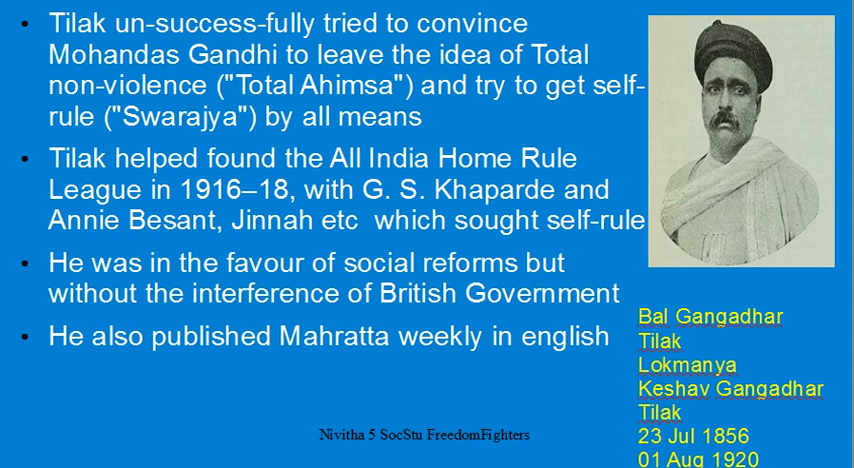 • Tilak un-success-fully tried to convince
Mohandas Gandhi to leave the idea of Total
non-violence ("Total Ahimsa") and try to get self-
rule ("Swarajya") by all means
• Tilak helped found the All India Home Rule
League in 1916–18, with G. S. Khaparde and
Annie Besant, Jinnah etc  which sought self-rule
• He was in the favour of social reforms but
without the interference of British Government
• He also published Mahratta weekly in english
Bal Gangadhar
Tilak
Lokmanya
Keshav Gangadhar
Tilak
23 Jul 1856
01 Aug 1920
Nivitha 5 SocStu FreedomFighters